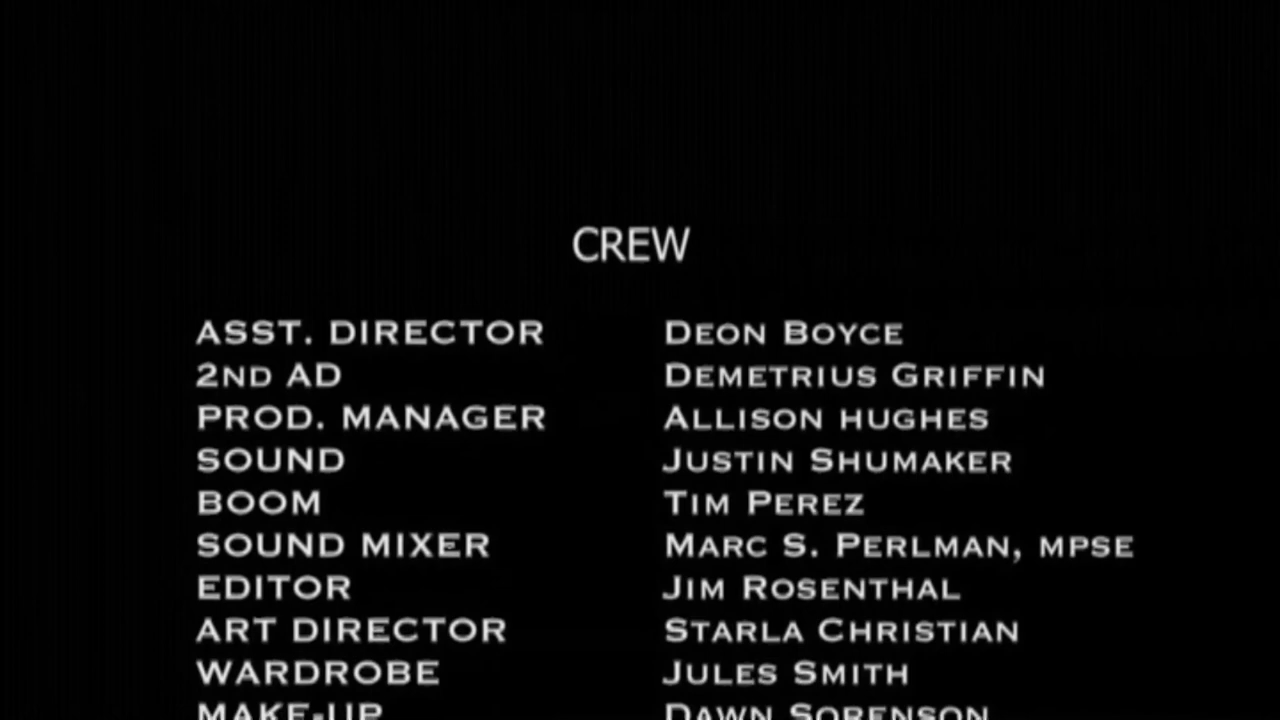 CREW
ASST. DIRECTOR Deon Boyce
2nd AD Demetrius Griffin
PROD. MANAGER Allison hughes
SOUND Justin Shumaker
BOOM Tim Perez
SOUND MIXER Marc S. Perlman, mpse
EDITOR Jim Rosenthal
ART DIRECTOR Starla Christian
WARDROBE Jules Smith
MAKE-UP Dawn Sorenson